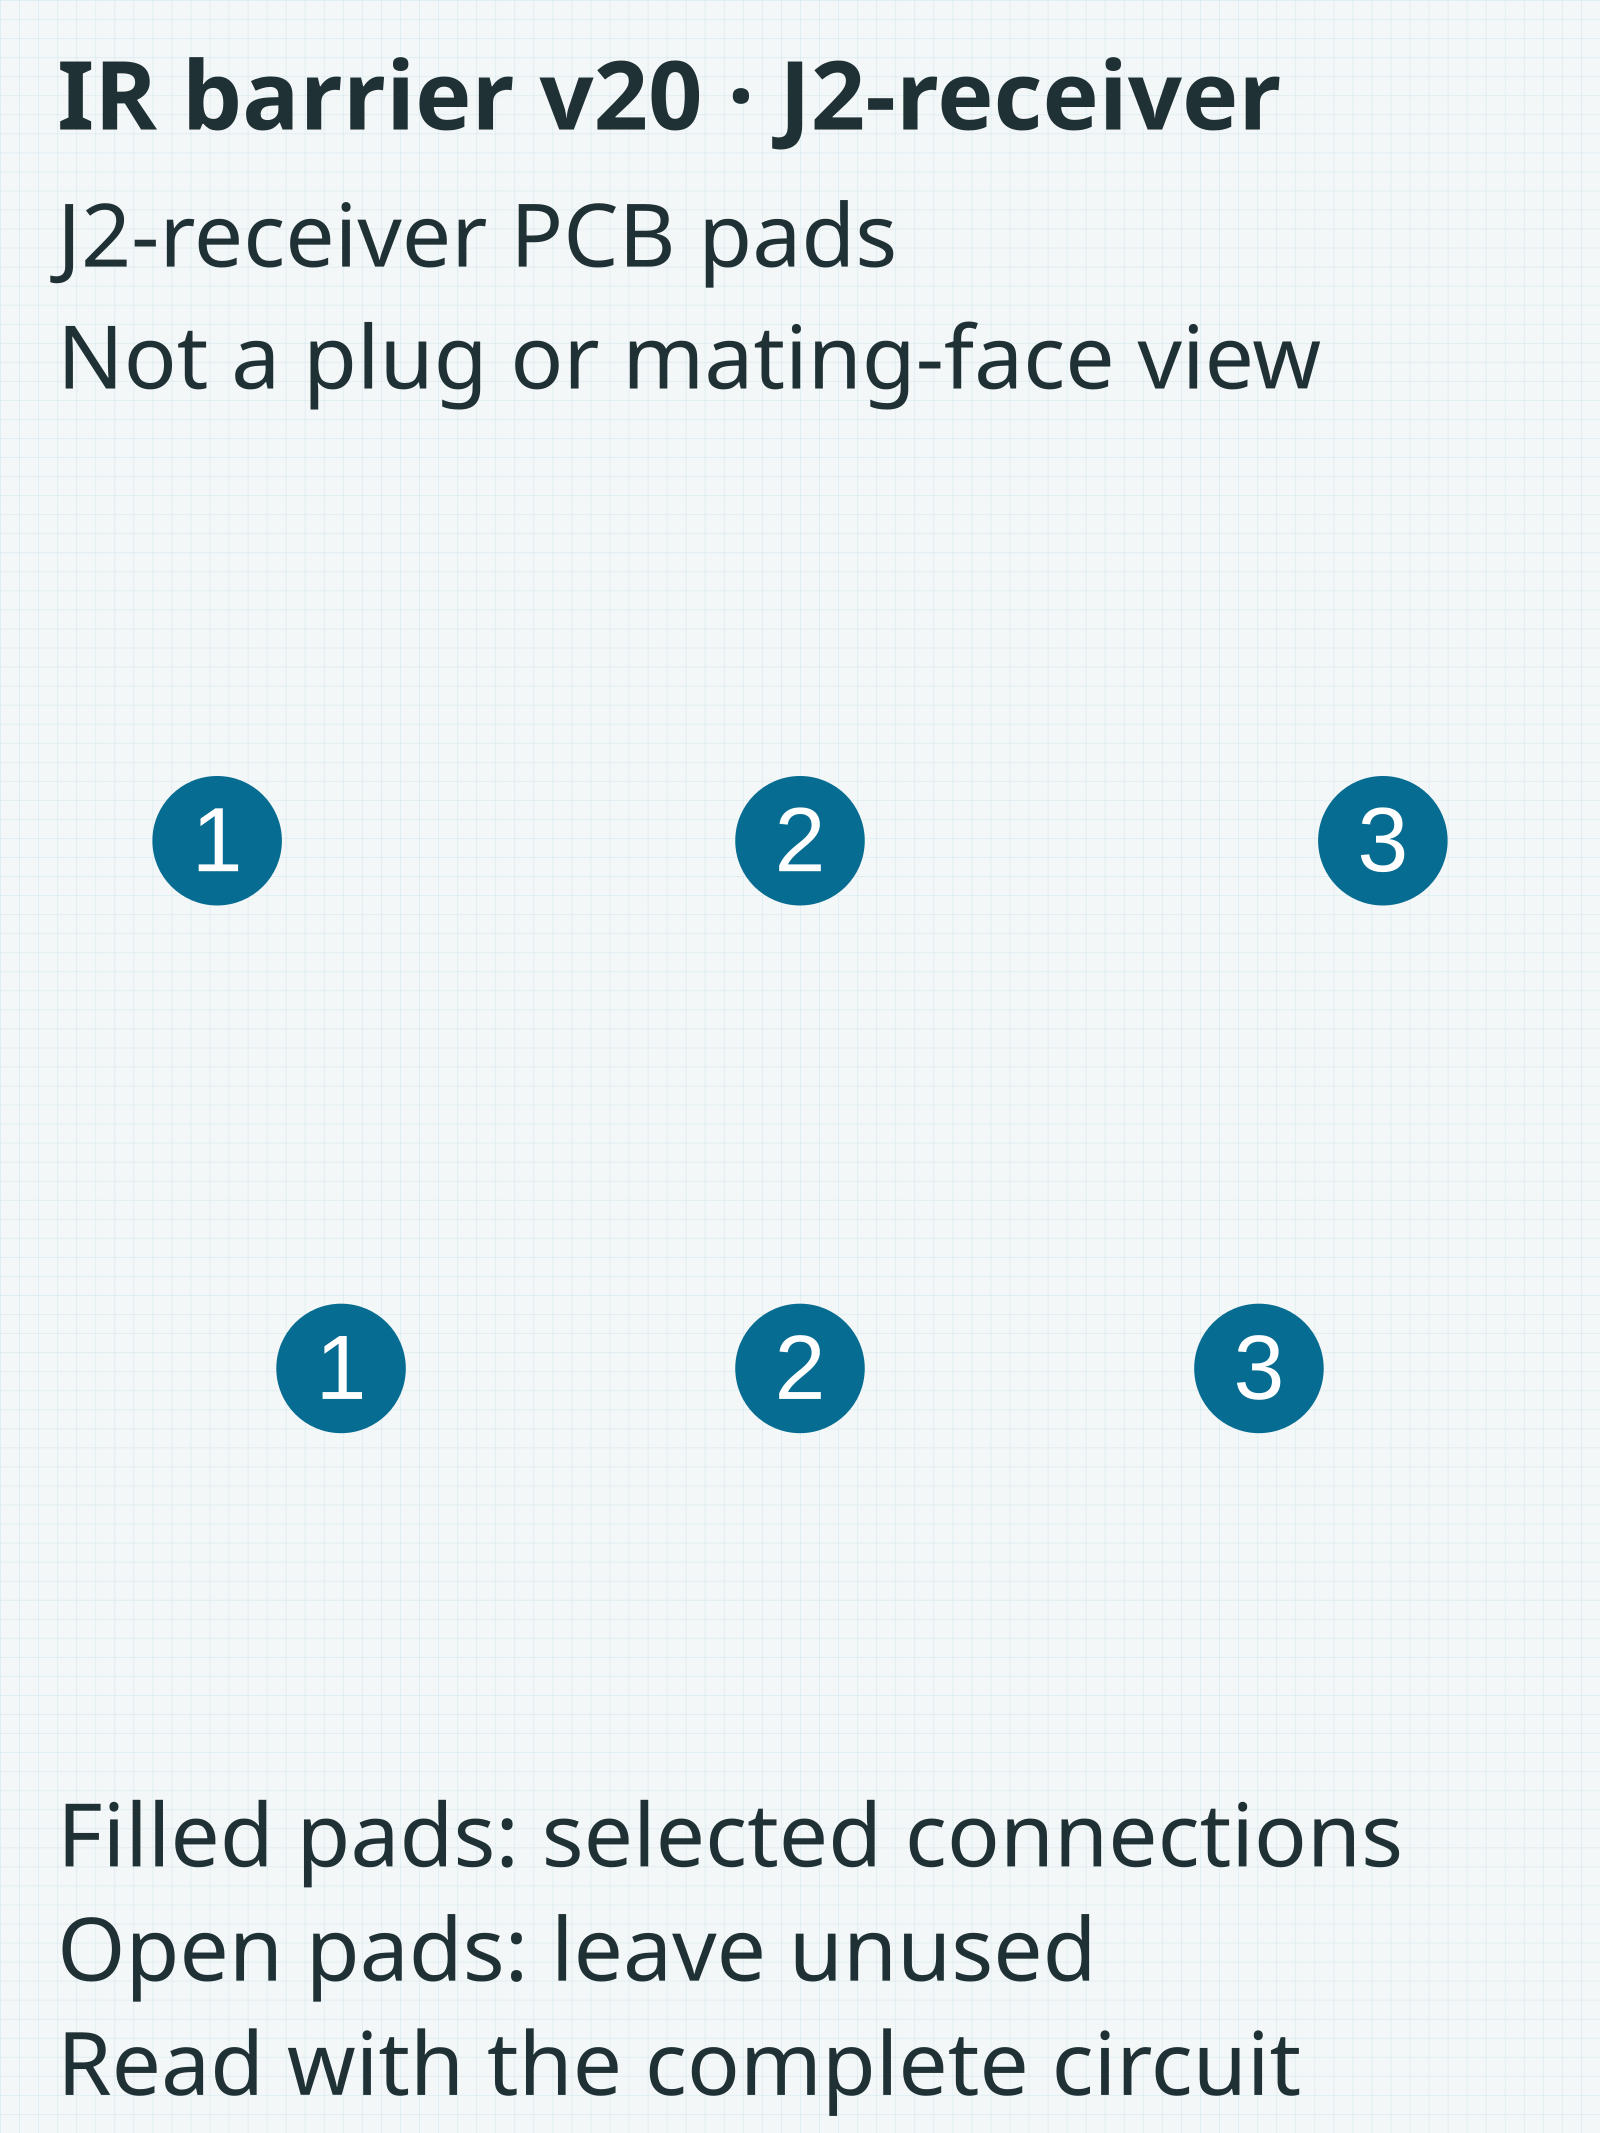 IR barrier v20 · J2-receiver
J2-receiver PCB pads
Not a plug or mating-face view
1 2 3
1 2 3
Filled pads: selected connections
Open pads: leave unused
Read with the complete circuit